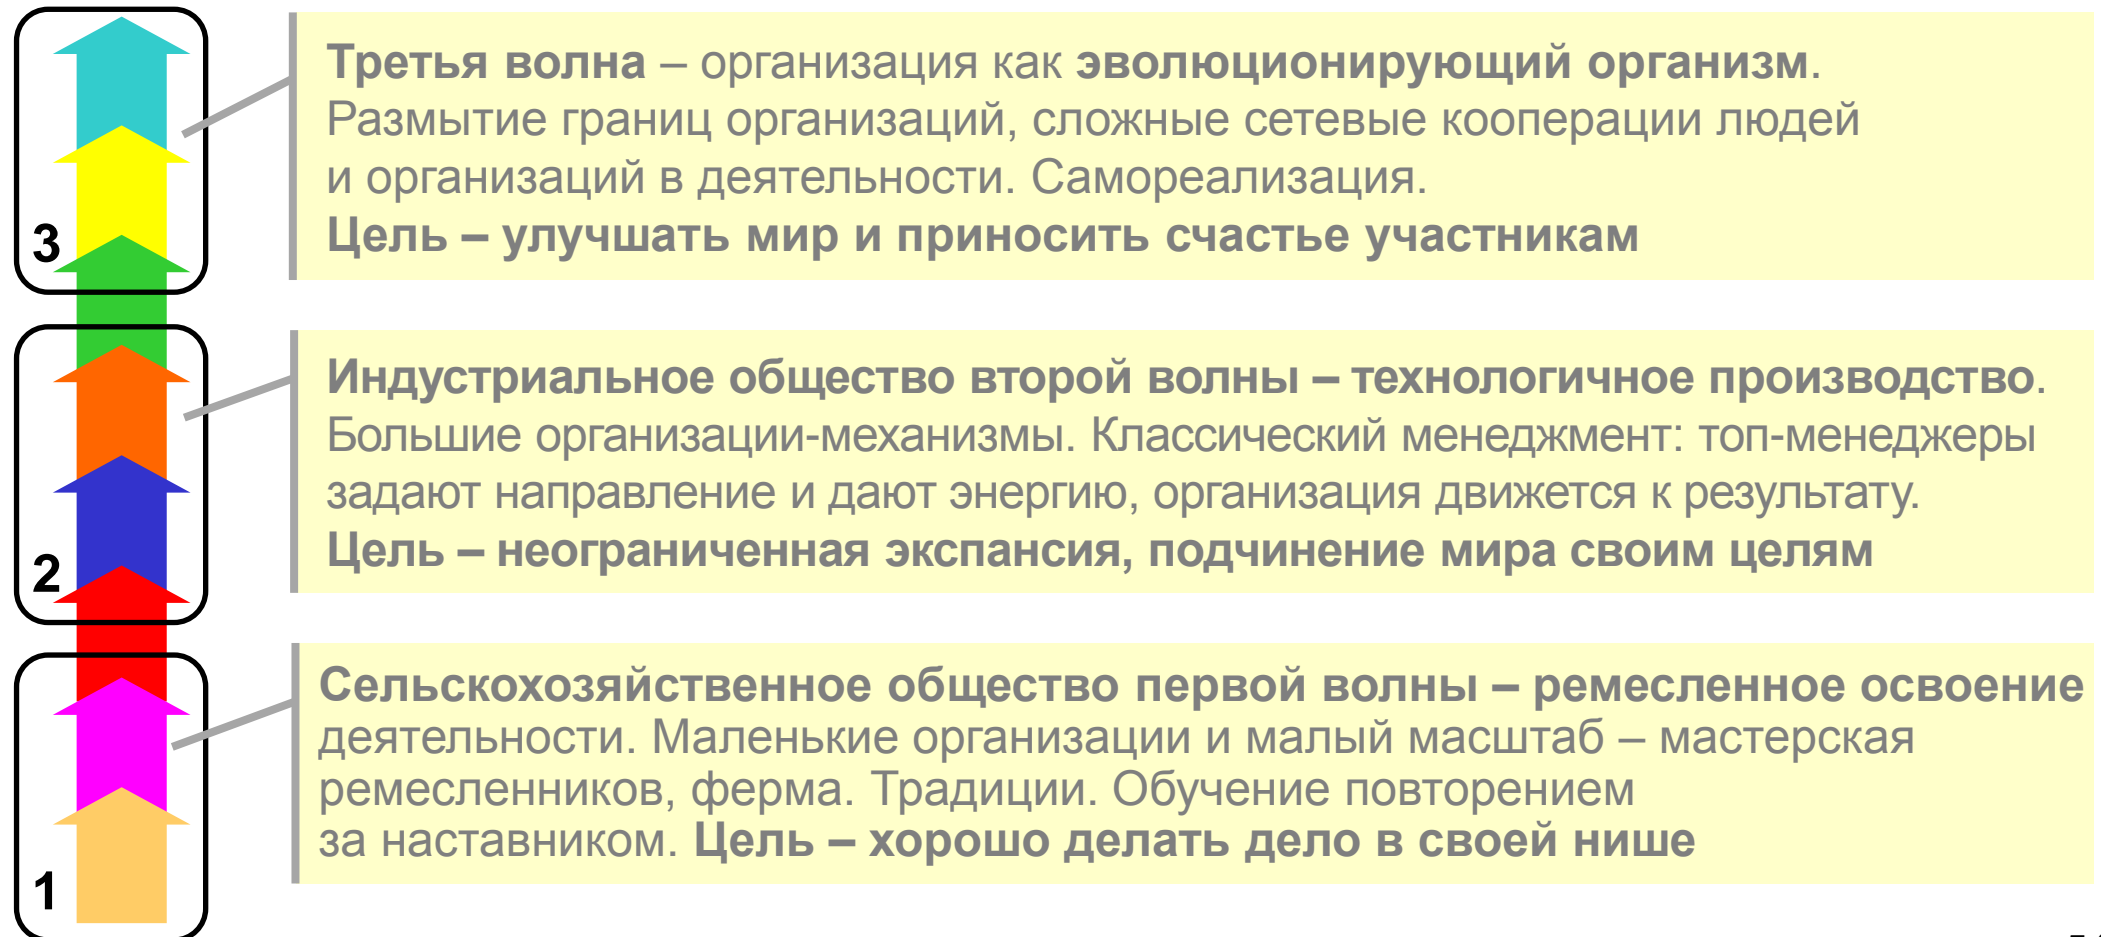 Третья волна – организация как эволюционирующий организм.
Размытие границ организаций, сложные сетевые кооперации людей
и организаций в деятельности. Самореализация.
Цель – улучшать мир и приносить счастье участникам
3
Индустриальное общество второй волны – технологичное производство.
Большие организации-механизмы. Классический менеджмент: топ-менеджеры
задают направление и дают энергию, организация движется к результату.
Цель – неограниченная экспансия, подчинение мира своим целям
2
Сельскохозяйственное общество первой волны – ремесленное освоение
деятельности. Маленькие организации и малый масштаб – мастерская
ремесленников, ферма. Традиции. Обучение повторением
за наставником. Цель – хорошо делать дело в своей нише
1